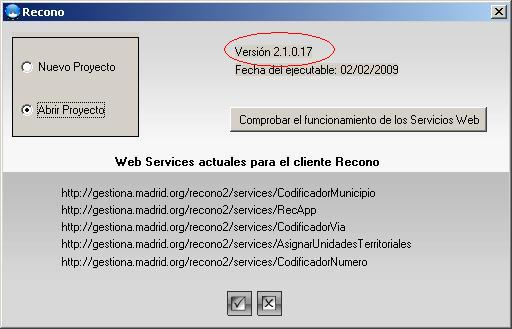 Recono
Nuevo Proyecto
Abrir Proyecto
Versión 2.1.0.17
Fecha del ejecutable: 02/02/2009
Comprobar el funcionamiento de los Servicios Web
Web Services actuales para el cliente Recono
http://gestiona.madrid.org/recono2/services/CodificadorMunicipio
http://gestiona.madrid.org/recono2/services/RecApp
http://gestiona.madrid.org/recono2/services/CodificadorVia
http://gestiona.madrid.org/recono2/services/AsignarUnidadesTerritoriales
http://gestiona.madrid.org/recono2/services/CodificadorNumero